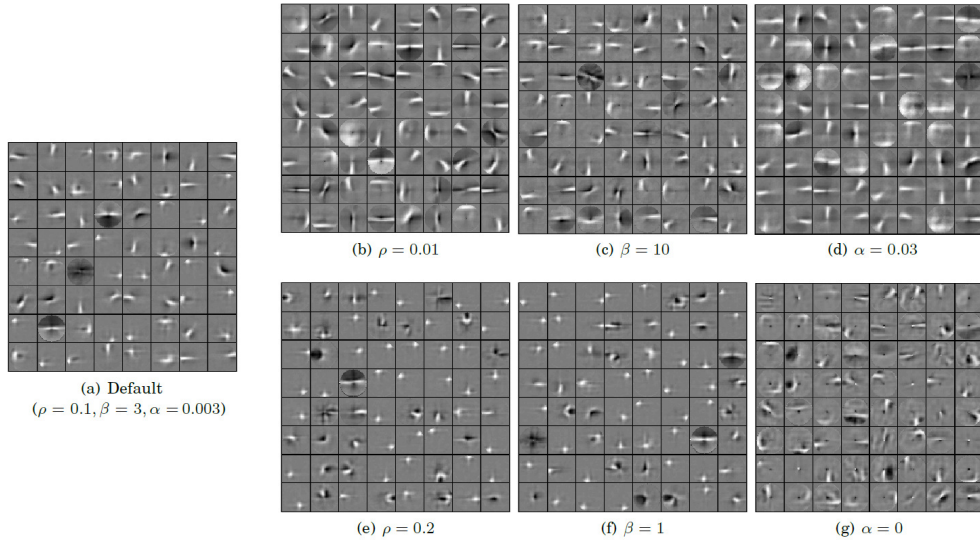 (b) ρ = 0.01
(c) β = 10
(d) α = 0.03
(a) Default
(ρ = 0.1, β = 3, α = 0.003)
(e) ρ = 0.2
(f) β = 1
(g) α = 0